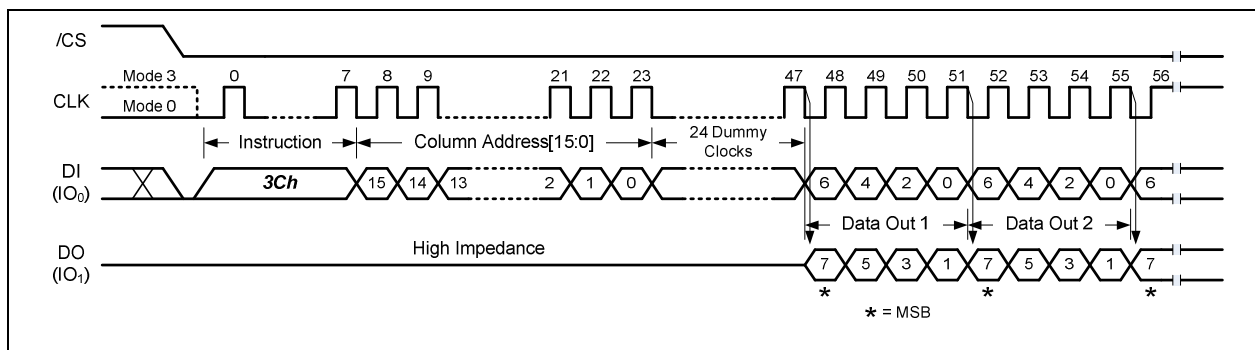 /CS
Mode 3 0 7 8 9 21 22 23 47 48 49 50 51 52 53 54 55 56
CLK
Mode 0
Instruction Column Address[15:0] 24 Dummy Clocks
DI (IO0) 3Ch 15 14 13 2 1 0 6 4 2 0 6 4 2 0 6
Data Out 1 Data Out 2
High Impedance
DO (IO1) 7 5 3 1 7 5 3 1 7
* * *
* = MSB